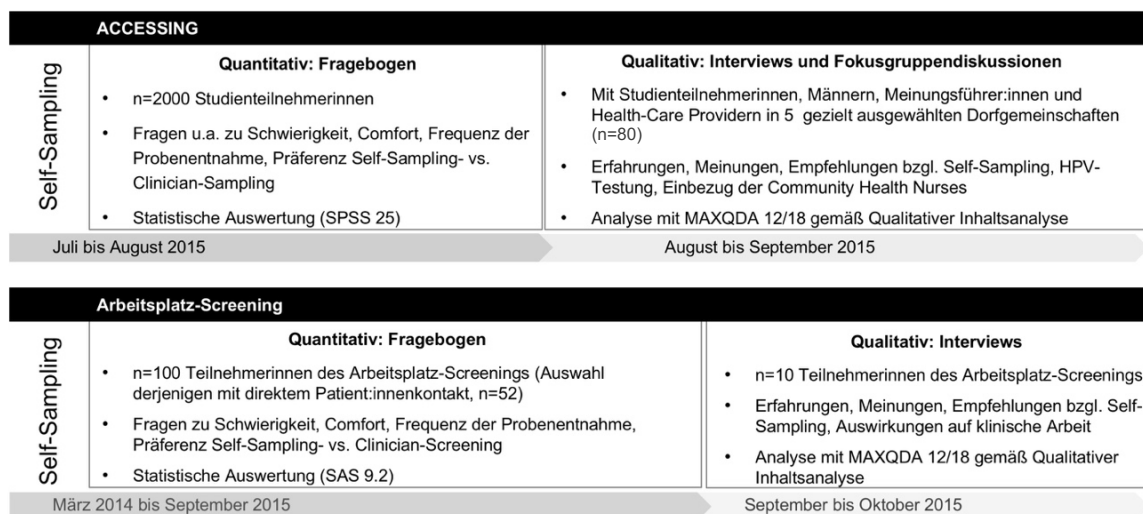 ACCESSING
Self-Sampling
Quantitativ: Fragebogen
• n=2000 Studienteilnehmerinnen
• Fragen u.a. zu Schwierigkeit, Comfort, Frequenz der
Probenentnahme, Präferenz Self-Sampling- vs.
Clinician-Sampling
• Statistische Auswertung (SPSS 25)
Qualitativ: Interviews und Fokusgruppendiskussionen
• Mit Studienteilnehmerinnen, Männern, Meinungsführer:innen und
Health-Care Providern in 5 gezielt ausgewählten Dorfgemeinschaften
(n=80)
• Erfahrungen, Meinungen, Empfehlungen bzgl. Self-Sampling, HPV-
Testung, Einbezug der Community Health Nurses
• Analyse mit MAXQDA 12/18 gemäß Qualitativer Inhaltsanalyse
Juli bis August 2015
August bis September 2015
Arbeitsplatz-Screening
Self-Sampling
Quantitativ: Fragebogen
• n=100 Teilnehmerinnen des Arbeitsplatz-Screenings (Auswahl
derjenigen mit direktem Patient:innenkontakt, n=52)
• Fragen zu Schwierigkeit, Comfort, Frequenz der Probenentnahme,
Präferenz Self-Sampling- vs. Clinician-Screening
• Statistische Auswertung (SAS 9.2)
Qualitativ: Interviews
• n=10 Teilnehmerinnen des Arbeitsplatz-Screenings
• Erfahrungen, Meinungen, Empfehlungen bzgl. Self-
Sampling, Auswirkungen auf klinische Arbeit
• Analyse mit MAXQDA 12/18 gemäß Qualitativer
Inhaltsanalyse
März 2014 bis September 2015
September bis Oktober 2015